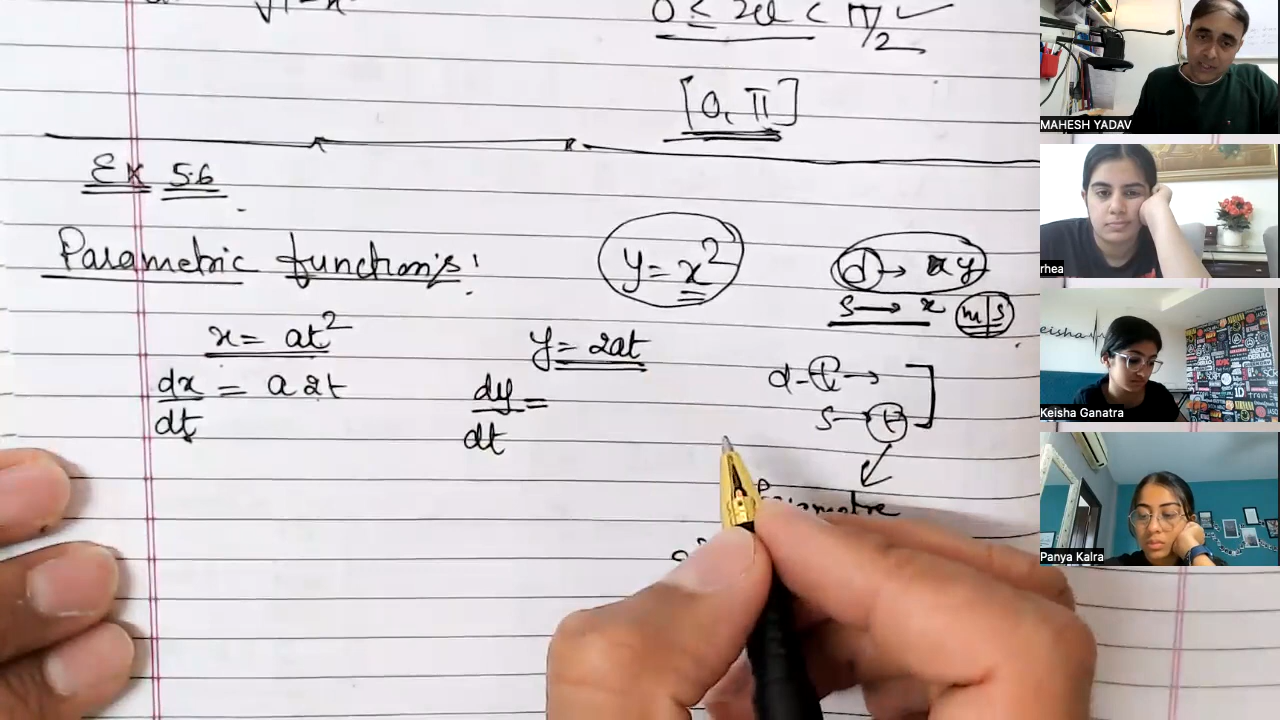 0 ≤ 2θ < π/2 ✓
[0, π]
EX 5.6
Parametric function's:
y = x²
d → y
s → x m/s
x = at²
y = 2at
d - t →
dx/dt = a 2t
dy/dt =
s → t
MAHESH YADAV
rhea
Keisha Ganatra
Panya Kalra